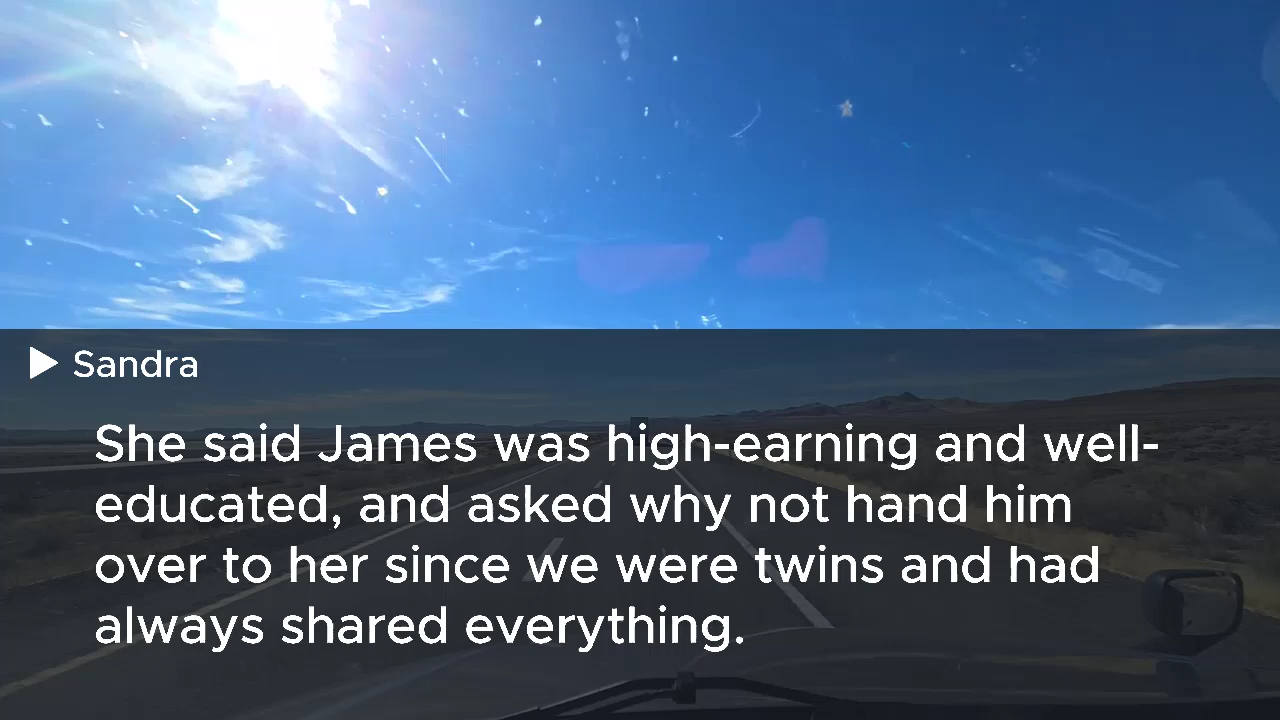 Sandra
She said James was high-earning and well-
educated, and asked why not hand him
over to her since we were twins and had
always shared everything.